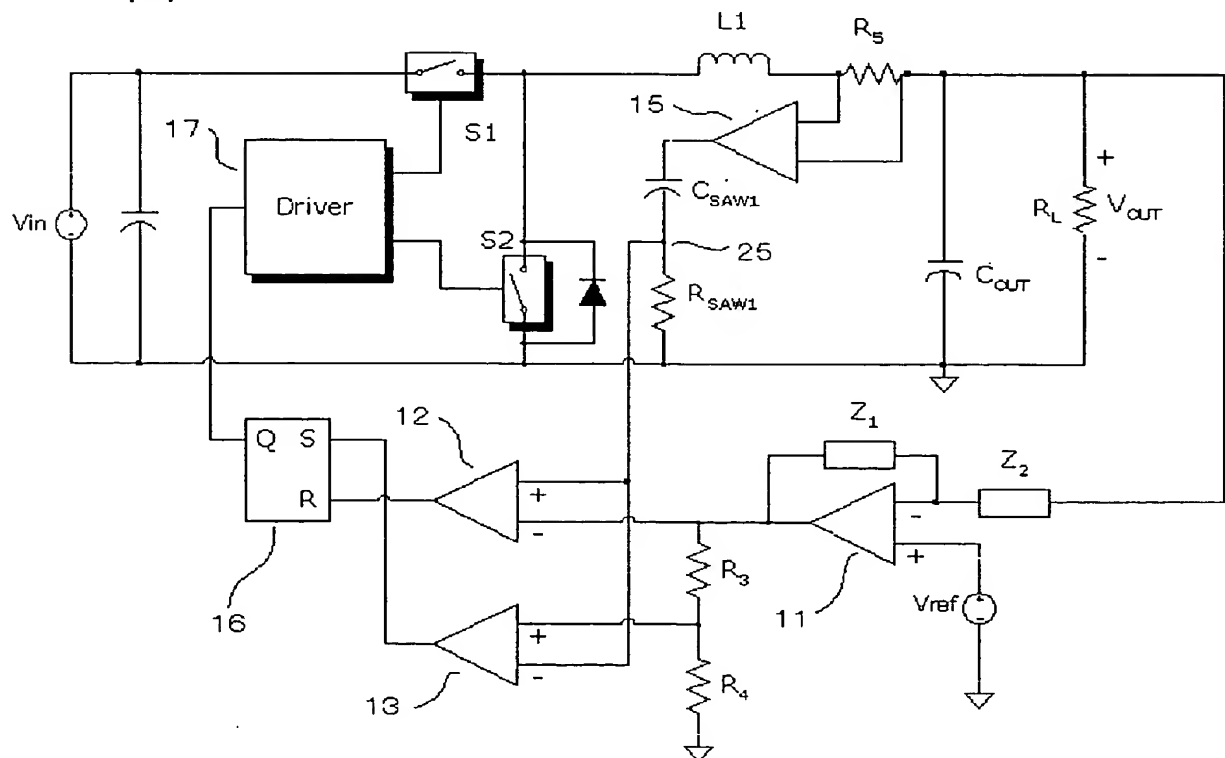 L1
R5
15
17
S1
Driver
CSAW1
Vin
S2
25
RSAW1
RL
+
VOUT
-
COUT
12
Z1
Q
S
R
+
-
Z2
-
+
11
R3
Vref
16
+
-
R4
13